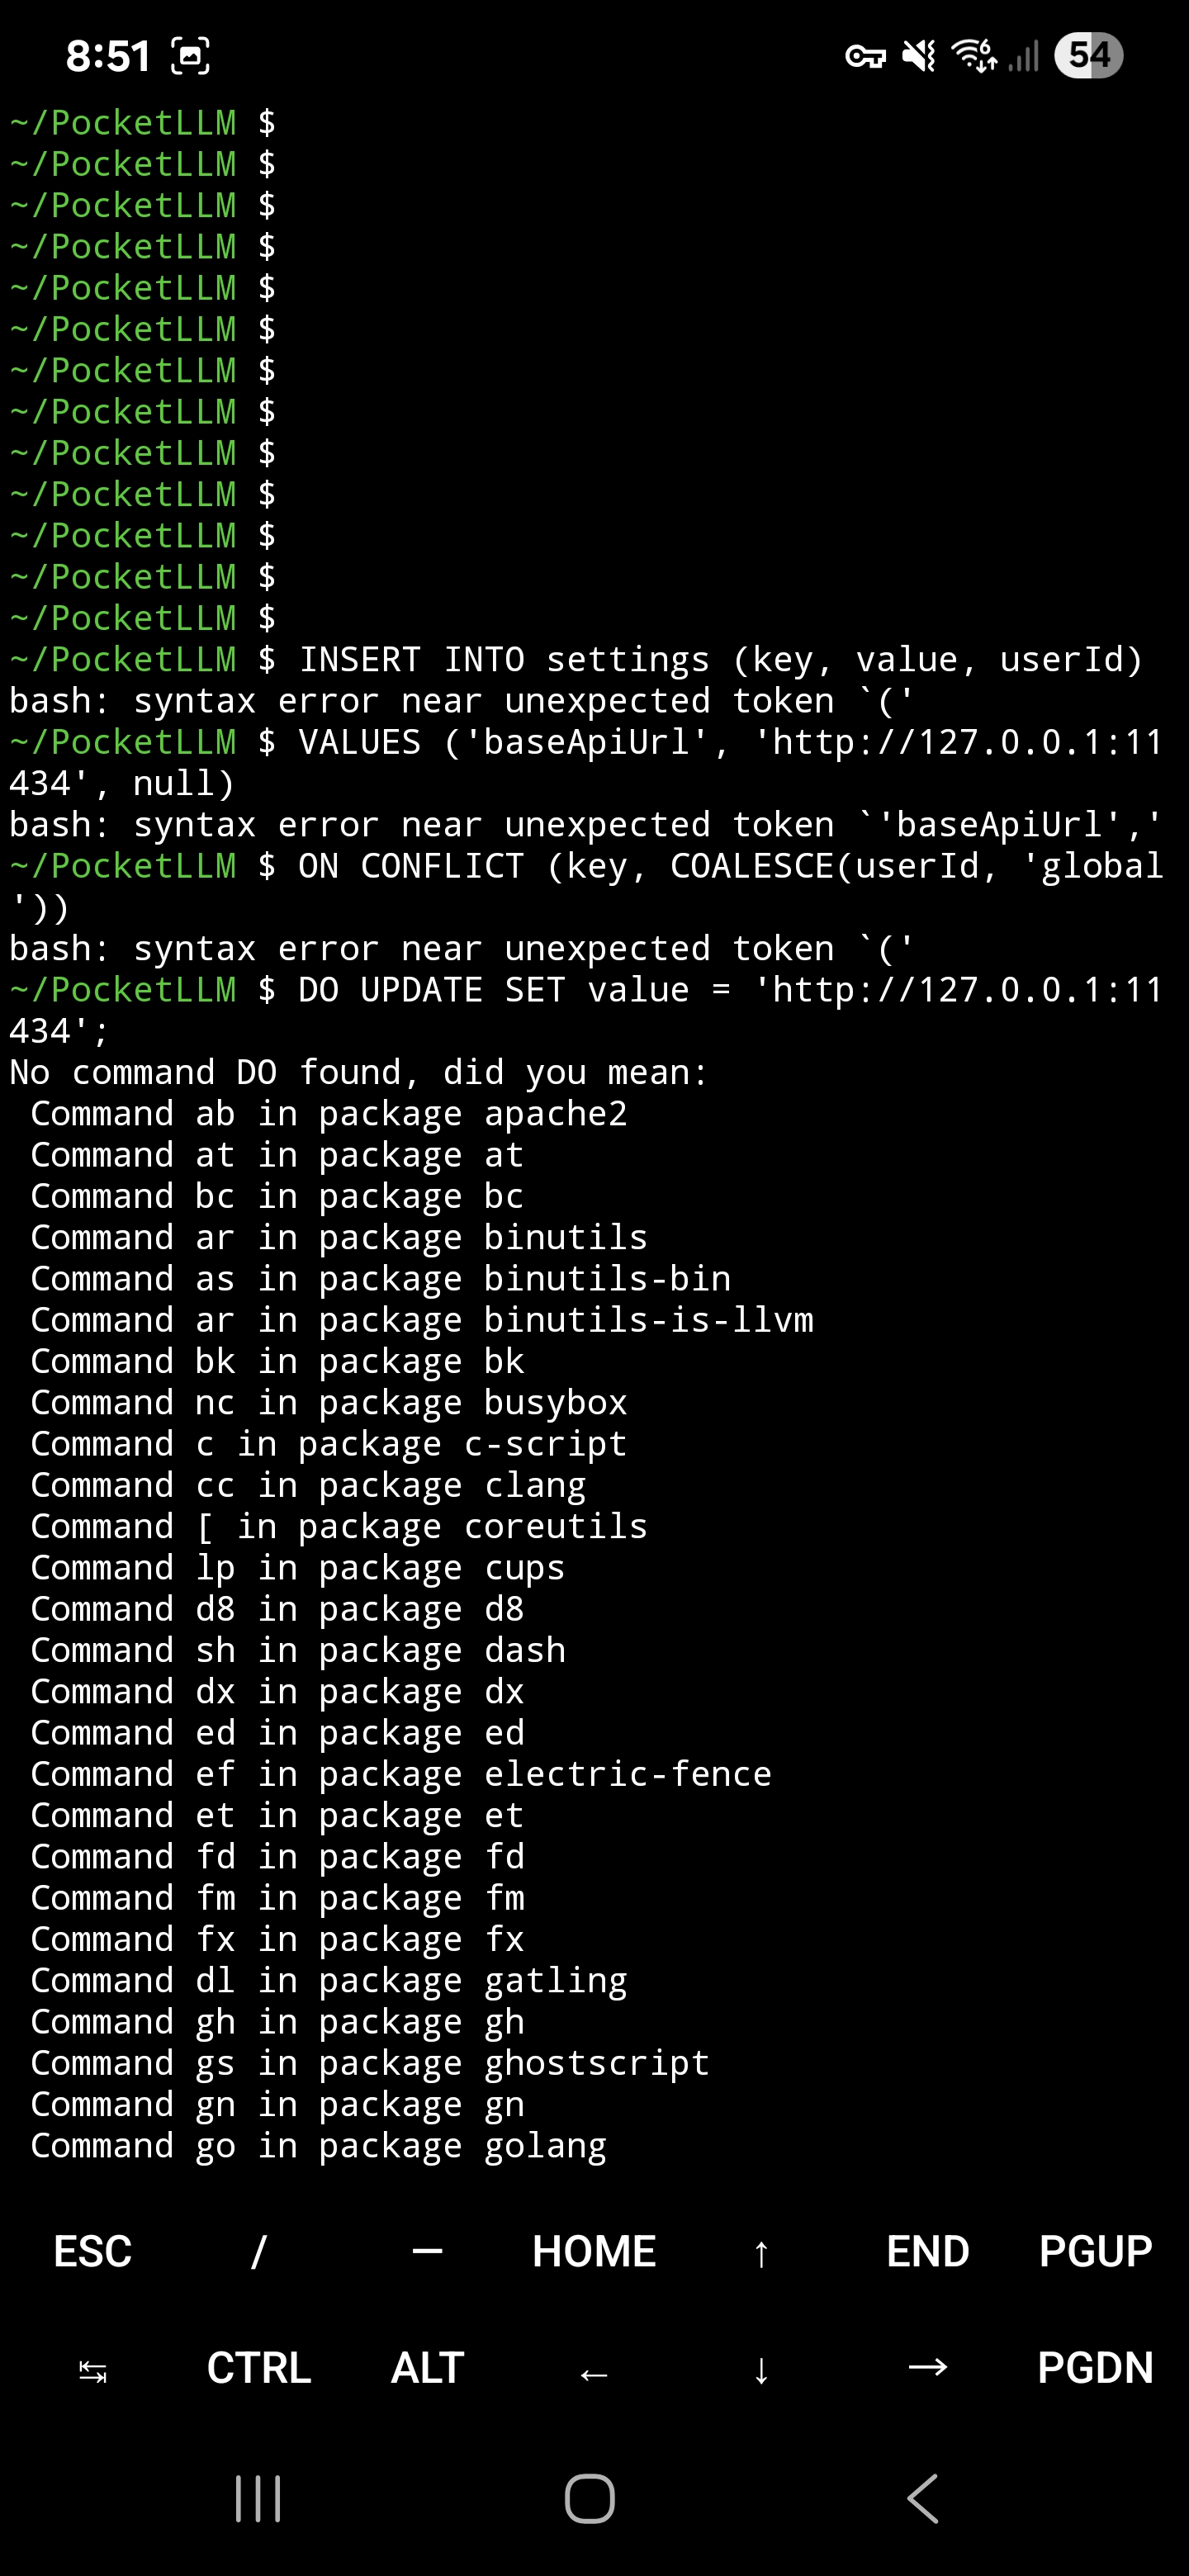 8:51 6 54
~/PocketLLM $
~/PocketLLM $
~/PocketLLM $
~/PocketLLM $
~/PocketLLM $
~/PocketLLM $
~/PocketLLM $
~/PocketLLM $
~/PocketLLM $
~/PocketLLM $
~/PocketLLM $
~/PocketLLM $
~/PocketLLM $
~/PocketLLM $ INSERT INTO settings (key, value, userId)
bash: syntax error near unexpected token `('
~/PocketLLM $ VALUES ('baseApiUrl', 'http://127.0.0.1:11
434', null)
bash: syntax error near unexpected token `'baseApiUrl','
~/PocketLLM $ ON CONFLICT (key, COALESCE(userId, 'global
'))
bash: syntax error near unexpected token `('
~/PocketLLM $ DO UPDATE SET value = 'http://127.0.0.1:11
434';
No command DO found, did you mean:
 Command ab in package apache2
 Command at in package at
 Command bc in package bc
 Command ar in package binutils
 Command as in package binutils-bin
 Command ar in package binutils-is-llvm
 Command bk in package bk
 Command nc in package busybox
 Command c in package c-script
 Command cc in package clang
 Command [ in package coreutils
 Command lp in package cups
 Command d8 in package d8
 Command sh in package dash
 Command dx in package dx
 Command ed in package ed
 Command ef in package electric-fence
 Command et in package et
 Command fd in package fd
 Command fm in package fm
 Command fx in package fx
 Command dl in package gatling
 Command gh in package gh
 Command gs in package ghostscript
 Command gn in package gn
 Command go in package golang
ESC / — HOME ↑ END PGUP
↹ CTRL ALT ← ↓ → PGDN